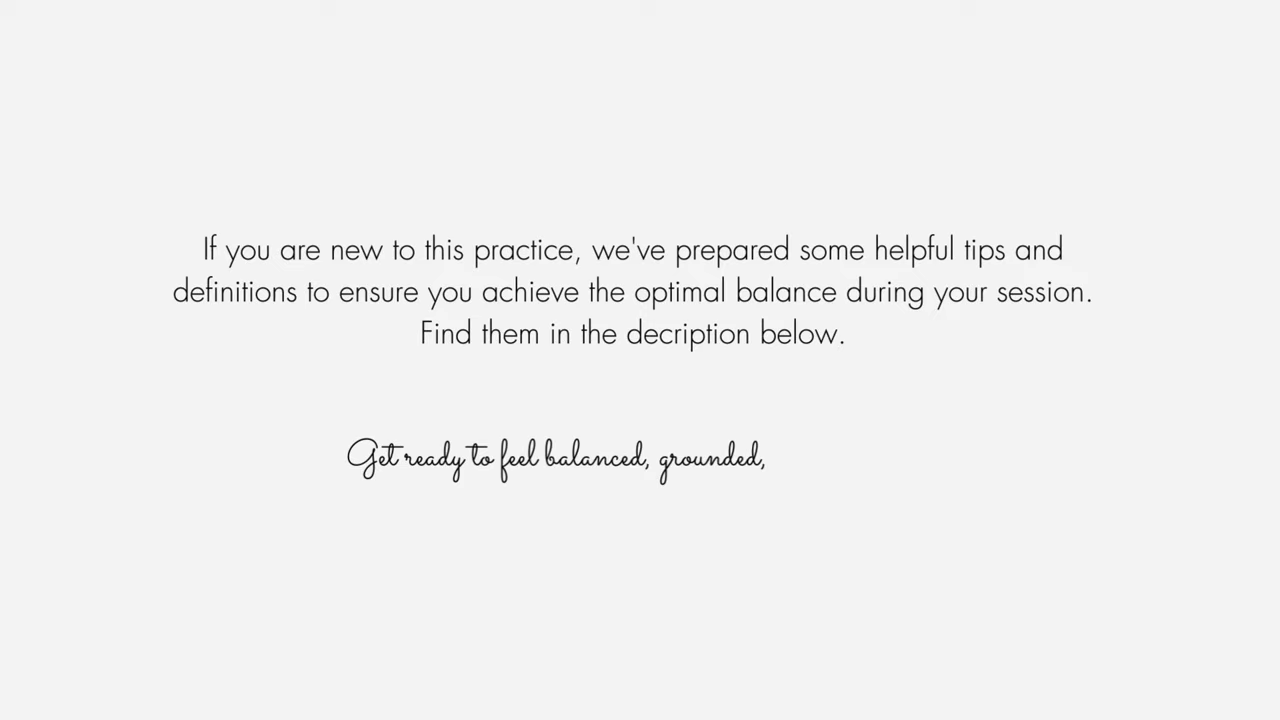 If you are new to this practice, we've prepared some helpful tips and
definitions to ensure you achieve the optimal balance during your session.
Find them in the decription below.
Get ready to feel balanced, grounded,